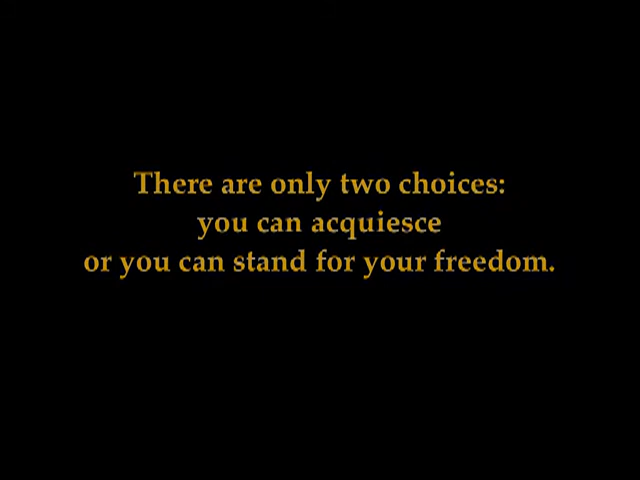 There are only two choices:
you can acquiesce
or you can stand for your freedom.